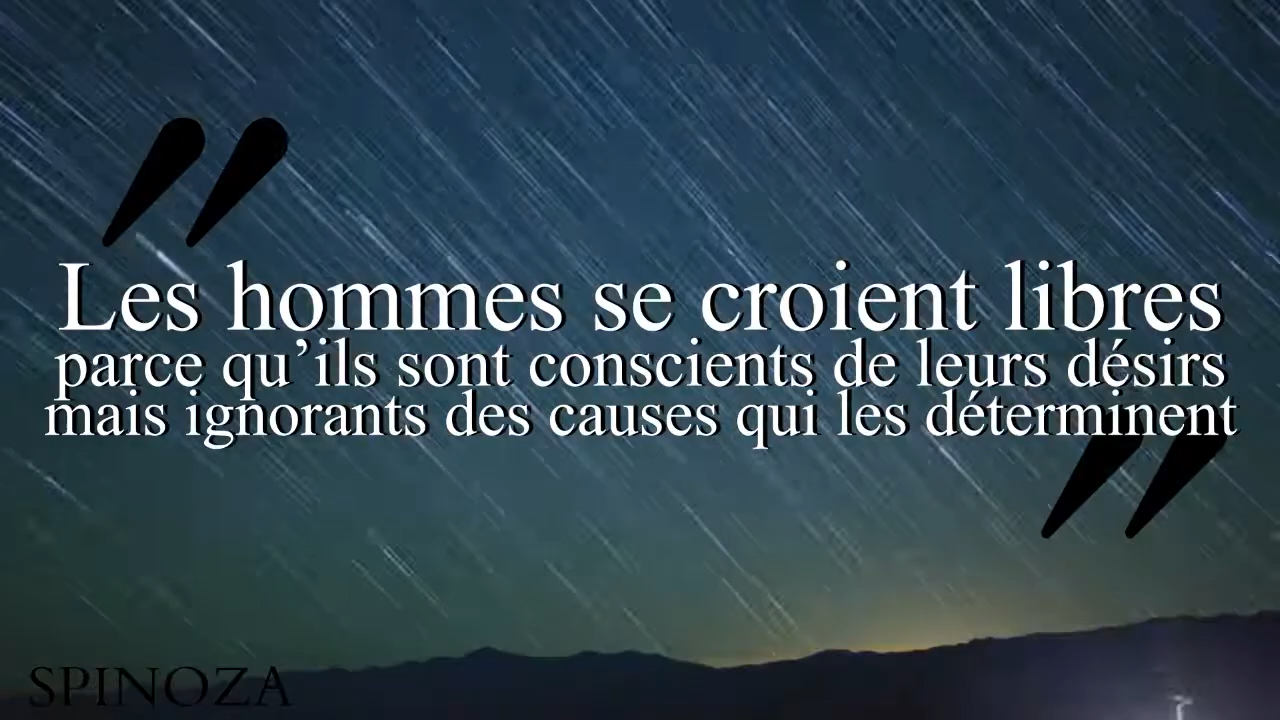 "
Les hommes se croient libres
parce qu’ils sont conscients de leurs désirs
mais ignorants des causes qui les déterminent
"
SPINOZA